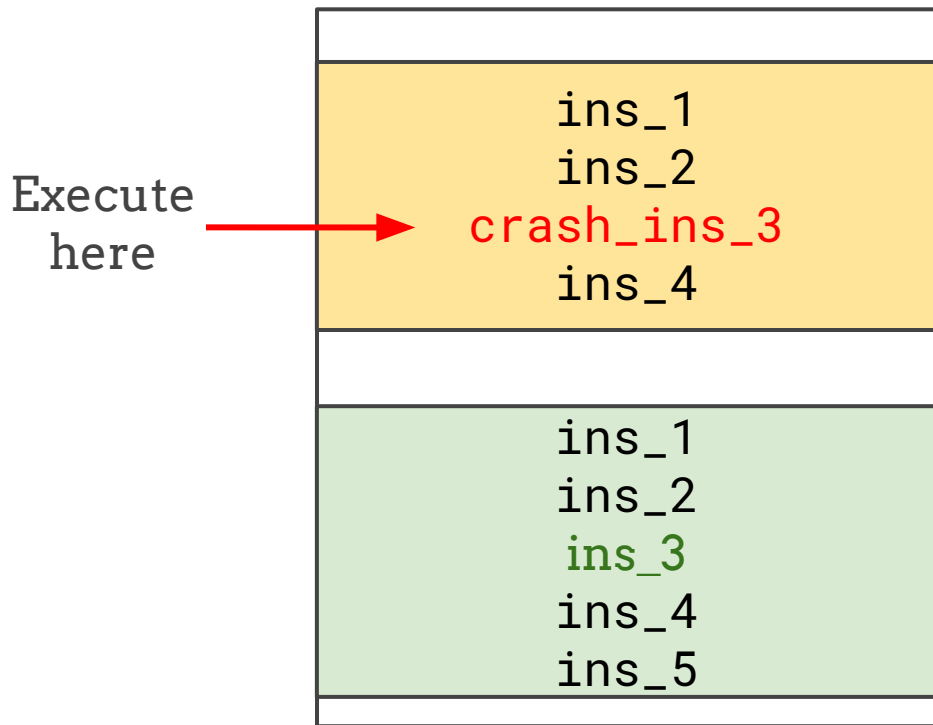 Execute
here
ins_1
ins_2
crash_ins_3
ins_4
ins_1
ins_2
ins_3
ins_4
ins_5